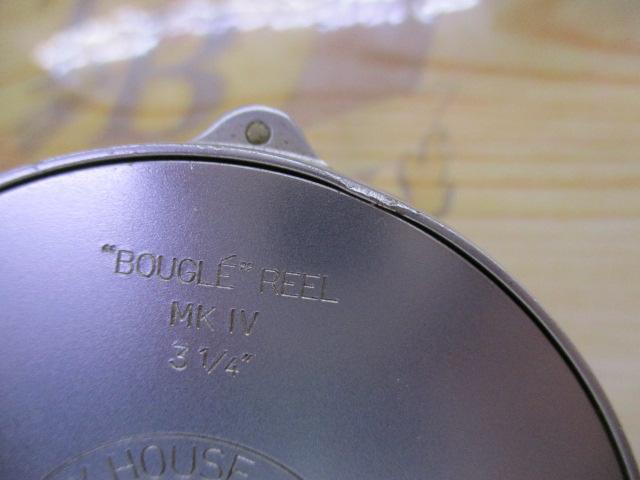 "BOUGLÉ" REEL
MK IV
3 1/4"
HOUSE